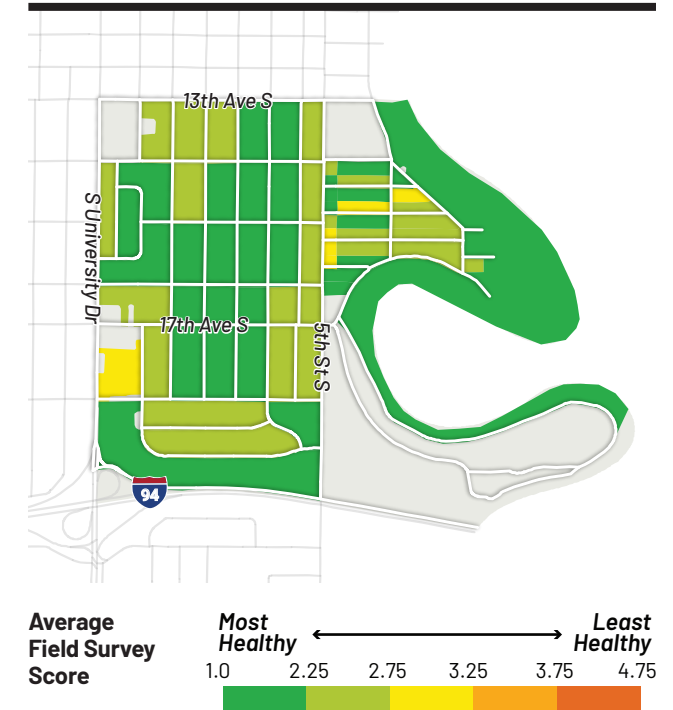 13th Ave S
S University Dr
17th Ave S
5th St S
94
Average
Field Survey
Score
Most
Healthy
Least
Healthy
1.0 2.25 2.75 3.25 3.75 4.75